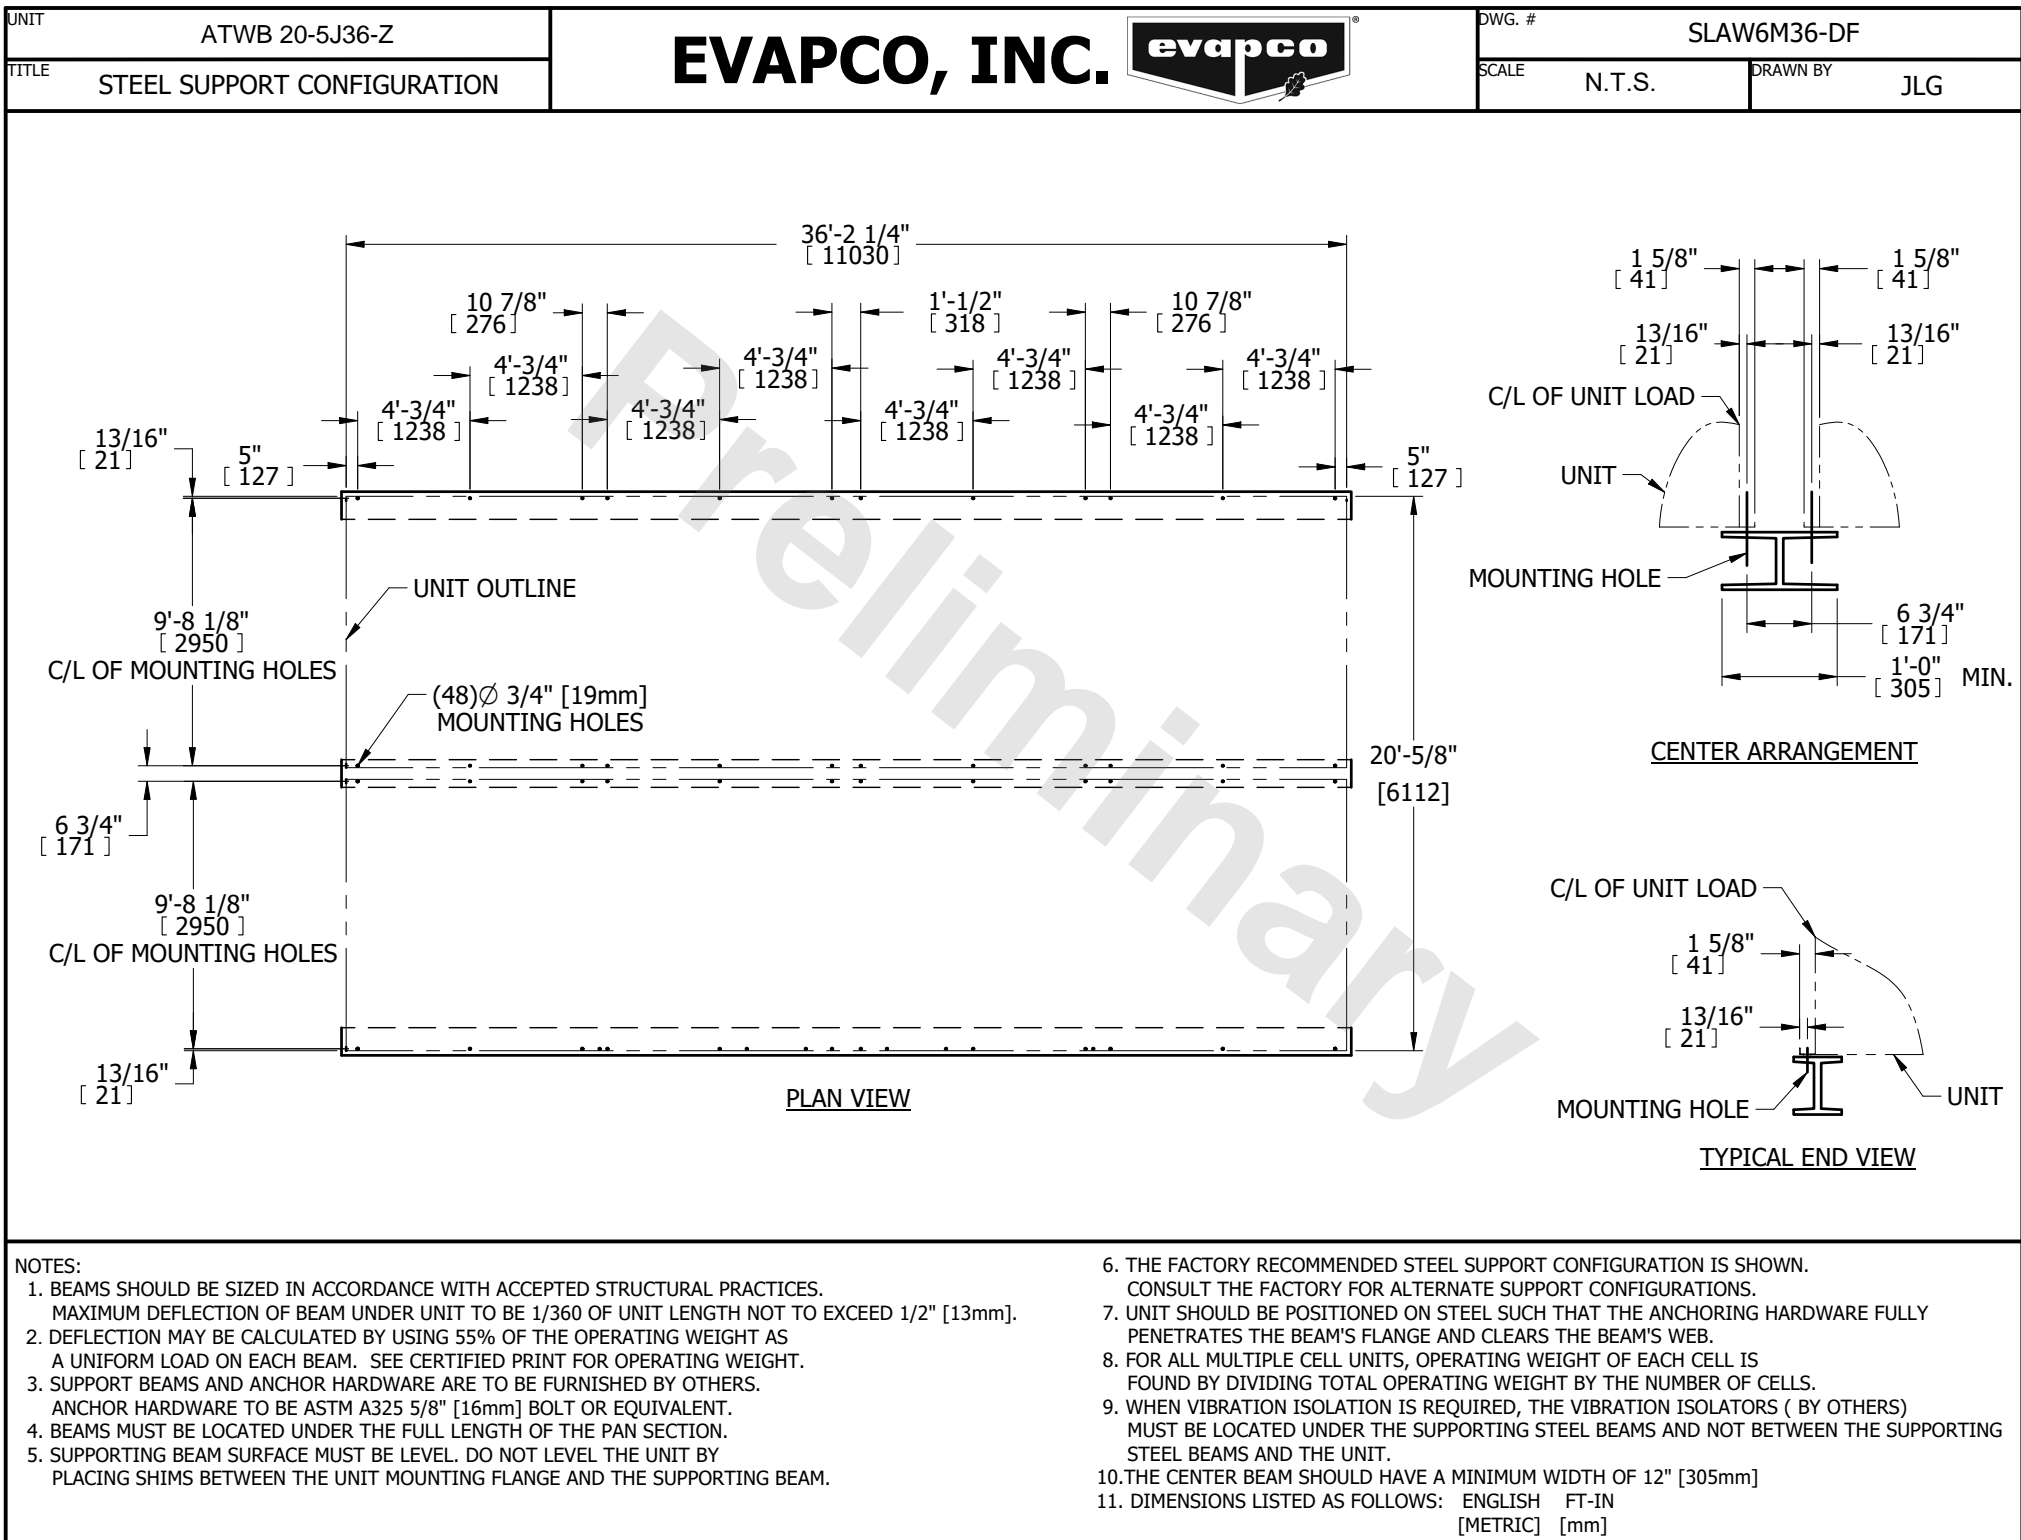 UNIT
ATWB 20-5J36-Z
TITLE
STEEL SUPPORT CONFIGURATION
EVAPCO, INC.
evapco®
DWG. #
SLAW6M36-DF
SCALE
N.T.S.
DRAWN BY
JLG
36'-2 1/4"
[ 11030 ]
10 7/8"
[ 276 ]
1'-1/2"
[ 318 ]
10 7/8"
[ 276 ]
4'-3/4"
[ 1238 ]
4'-3/4"
[ 1238 ]
4'-3/4"
[ 1238 ]
4'-3/4"
[ 1238 ]
4'-3/4"
[ 1238 ]
4'-3/4"
[ 1238 ]
4'-3/4"
[ 1238 ]
4'-3/4"
[ 1238 ]
13/16"
[ 21 ]
5"
[ 127 ]
5"
[ 127 ]
UNIT OUTLINE
9'-8 1/8"
[ 2950 ]
C/L OF MOUNTING HOLES
(48)Ø 3/4" [19mm]
MOUNTING HOLES
20'-5/8"
[6112]
6 3/4"
[ 171 ]
9'-8 1/8"
[ 2950 ]
C/L OF MOUNTING HOLES
13/16"
[ 21 ]
PLAN VIEW
Preliminary
1 5/8"
[ 41 ]
1 5/8"
[ 41 ]
13/16"
[ 21 ]
13/16"
[ 21 ]
C/L OF UNIT LOAD
UNIT
MOUNTING HOLE
6 3/4"
[ 171 ]
1'-0"
[ 305 ] MIN.
CENTER ARRANGEMENT
C/L OF UNIT LOAD
1 5/8"
[ 41 ]
13/16"
[ 21 ]
MOUNTING HOLE
UNIT
TYPICAL END VIEW
NOTES:
1. BEAMS SHOULD BE SIZED IN ACCORDANCE WITH ACCEPTED STRUCTURAL PRACTICES.
MAXIMUM DEFLECTION OF BEAM UNDER UNIT TO BE 1/360 OF UNIT LENGTH NOT TO EXCEED 1/2" [13mm].
2. DEFLECTION MAY BE CALCULATED BY USING 55% OF THE OPERATING WEIGHT AS
A UNIFORM LOAD ON EACH BEAM. SEE CERTIFIED PRINT FOR OPERATING WEIGHT.
3. SUPPORT BEAMS AND ANCHOR HARDWARE ARE TO BE FURNISHED BY OTHERS.
ANCHOR HARDWARE TO BE ASTM A325 5/8" [16mm] BOLT OR EQUIVALENT.
4. BEAMS MUST BE LOCATED UNDER THE FULL LENGTH OF THE PAN SECTION.
5. SUPPORTING BEAM SURFACE MUST BE LEVEL. DO NOT LEVEL THE UNIT BY
PLACING SHIMS BETWEEN THE UNIT MOUNTING FLANGE AND THE SUPPORTING BEAM.
6. THE FACTORY RECOMMENDED STEEL SUPPORT CONFIGURATION IS SHOWN.
CONSULT THE FACTORY FOR ALTERNATE SUPPORT CONFIGURATIONS.
7. UNIT SHOULD BE POSITIONED ON STEEL SUCH THAT THE ANCHORING HARDWARE FULLY
PENETRATES THE BEAM'S FLANGE AND CLEARS THE BEAM'S WEB.
8. FOR ALL MULTIPLE CELL UNITS, OPERATING WEIGHT OF EACH CELL IS
FOUND BY DIVIDING TOTAL OPERATING WEIGHT BY THE NUMBER OF CELLS.
9. WHEN VIBRATION ISOLATION IS REQUIRED, THE VIBRATION ISOLATORS ( BY OTHERS)
MUST BE LOCATED UNDER THE SUPPORTING STEEL BEAMS AND NOT BETWEEN THE SUPPORTING
STEEL BEAMS AND THE UNIT.
10.THE CENTER BEAM SHOULD HAVE A MINIMUM WIDTH OF 12" [305mm]
11. DIMENSIONS LISTED AS FOLLOWS: ENGLISH FT-IN
[METRIC] [mm]